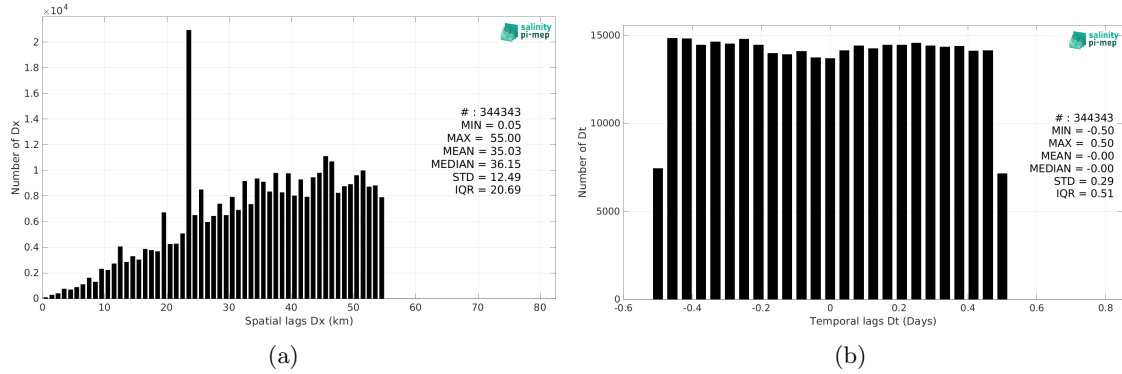 ×10⁴
2
1.8
1.6
1.4
1.2
1
0.8
0.6
0.4
0.2
0
Number of Dx
0 10 20 30 40 50 60 70 80
Spatial lags Dx (km)
salinity
pi-mep
# : 344343
MIN = 0.05
MAX = 55.00
MEAN = 35.03
MEDIAN = 36.15
STD = 12.49
IQR = 20.69
(a)
15000
10000
5000
0
Number of Dt
-0.6 -0.4 -0.2 0 0.2 0.4 0.6 0.8
Temporal lags Dt (Days)
salinity
pi-mep
# : 344343
MIN = -0.50
MAX = 0.50
MEAN = -0.00
MEDIAN = -0.00
STD = 0.29
IQR = 0.51
(b)